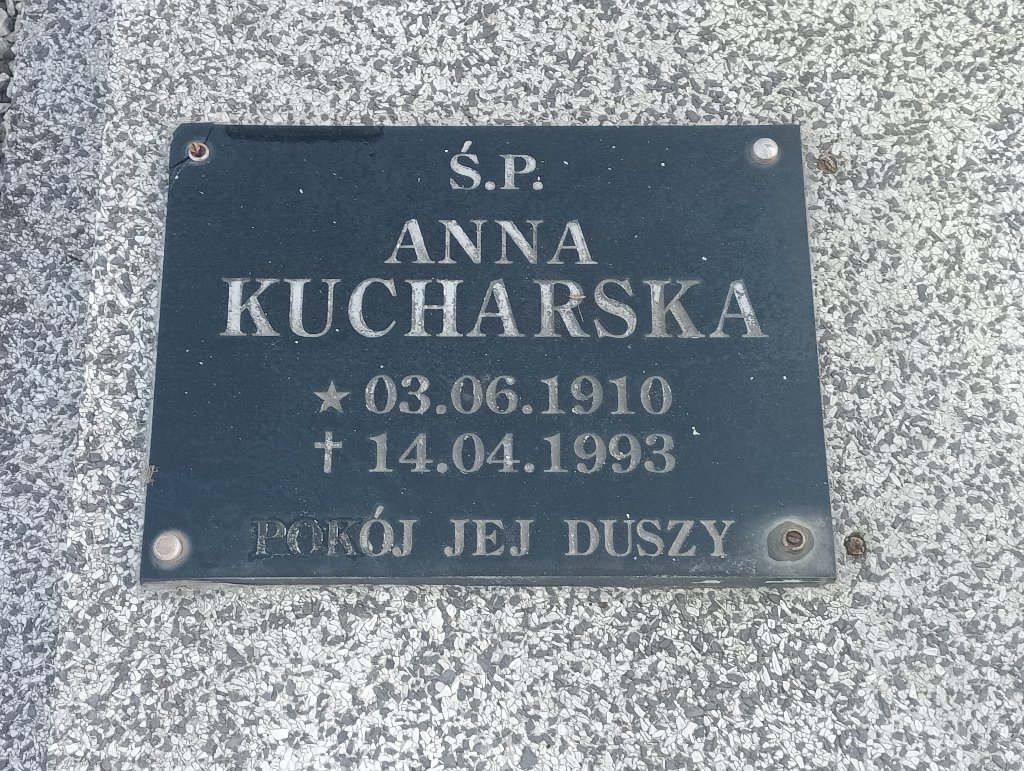 Ś.P.
ANNA
KUCHARSKA
★ 03.06.1910
✝ 14.04.1993
POKÓJ JEJ DUSZY